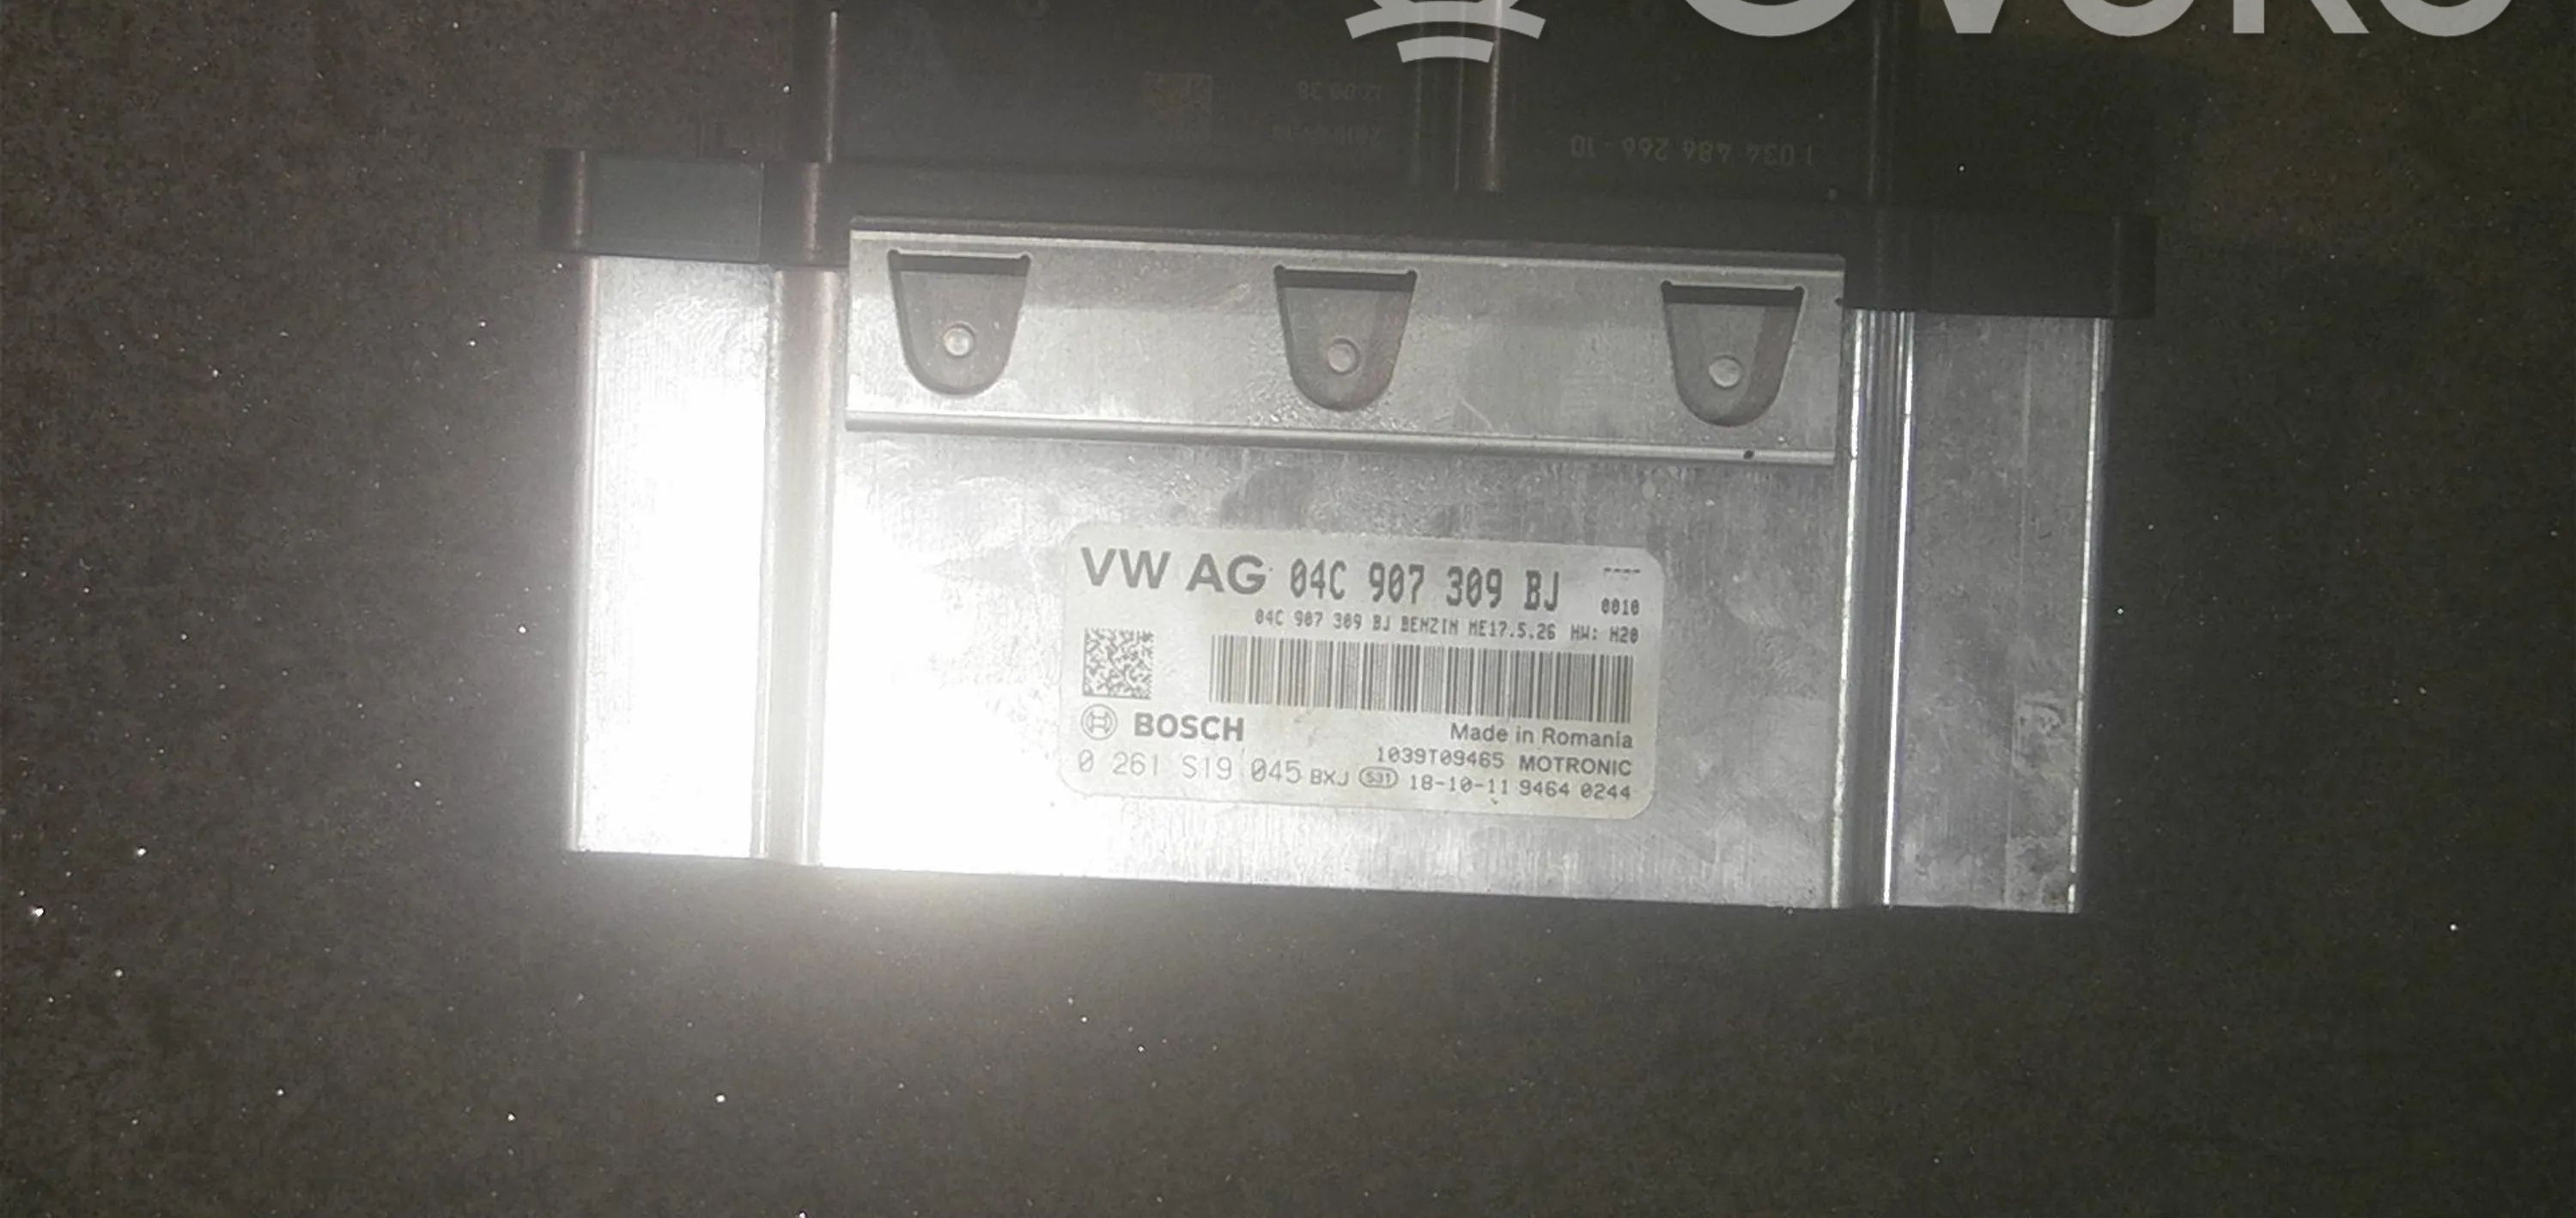 VW AG 04C 907 309 BJ ----
0010
04C 907 309 BJ BENZIN ME17.5.26 HW: H20
BOSCH
Made in Romania
1039T09465 MOTRONIC
0 261 S19 045 BXJ S31 18-10-11 9464 0244
1 034 486 266 - 10